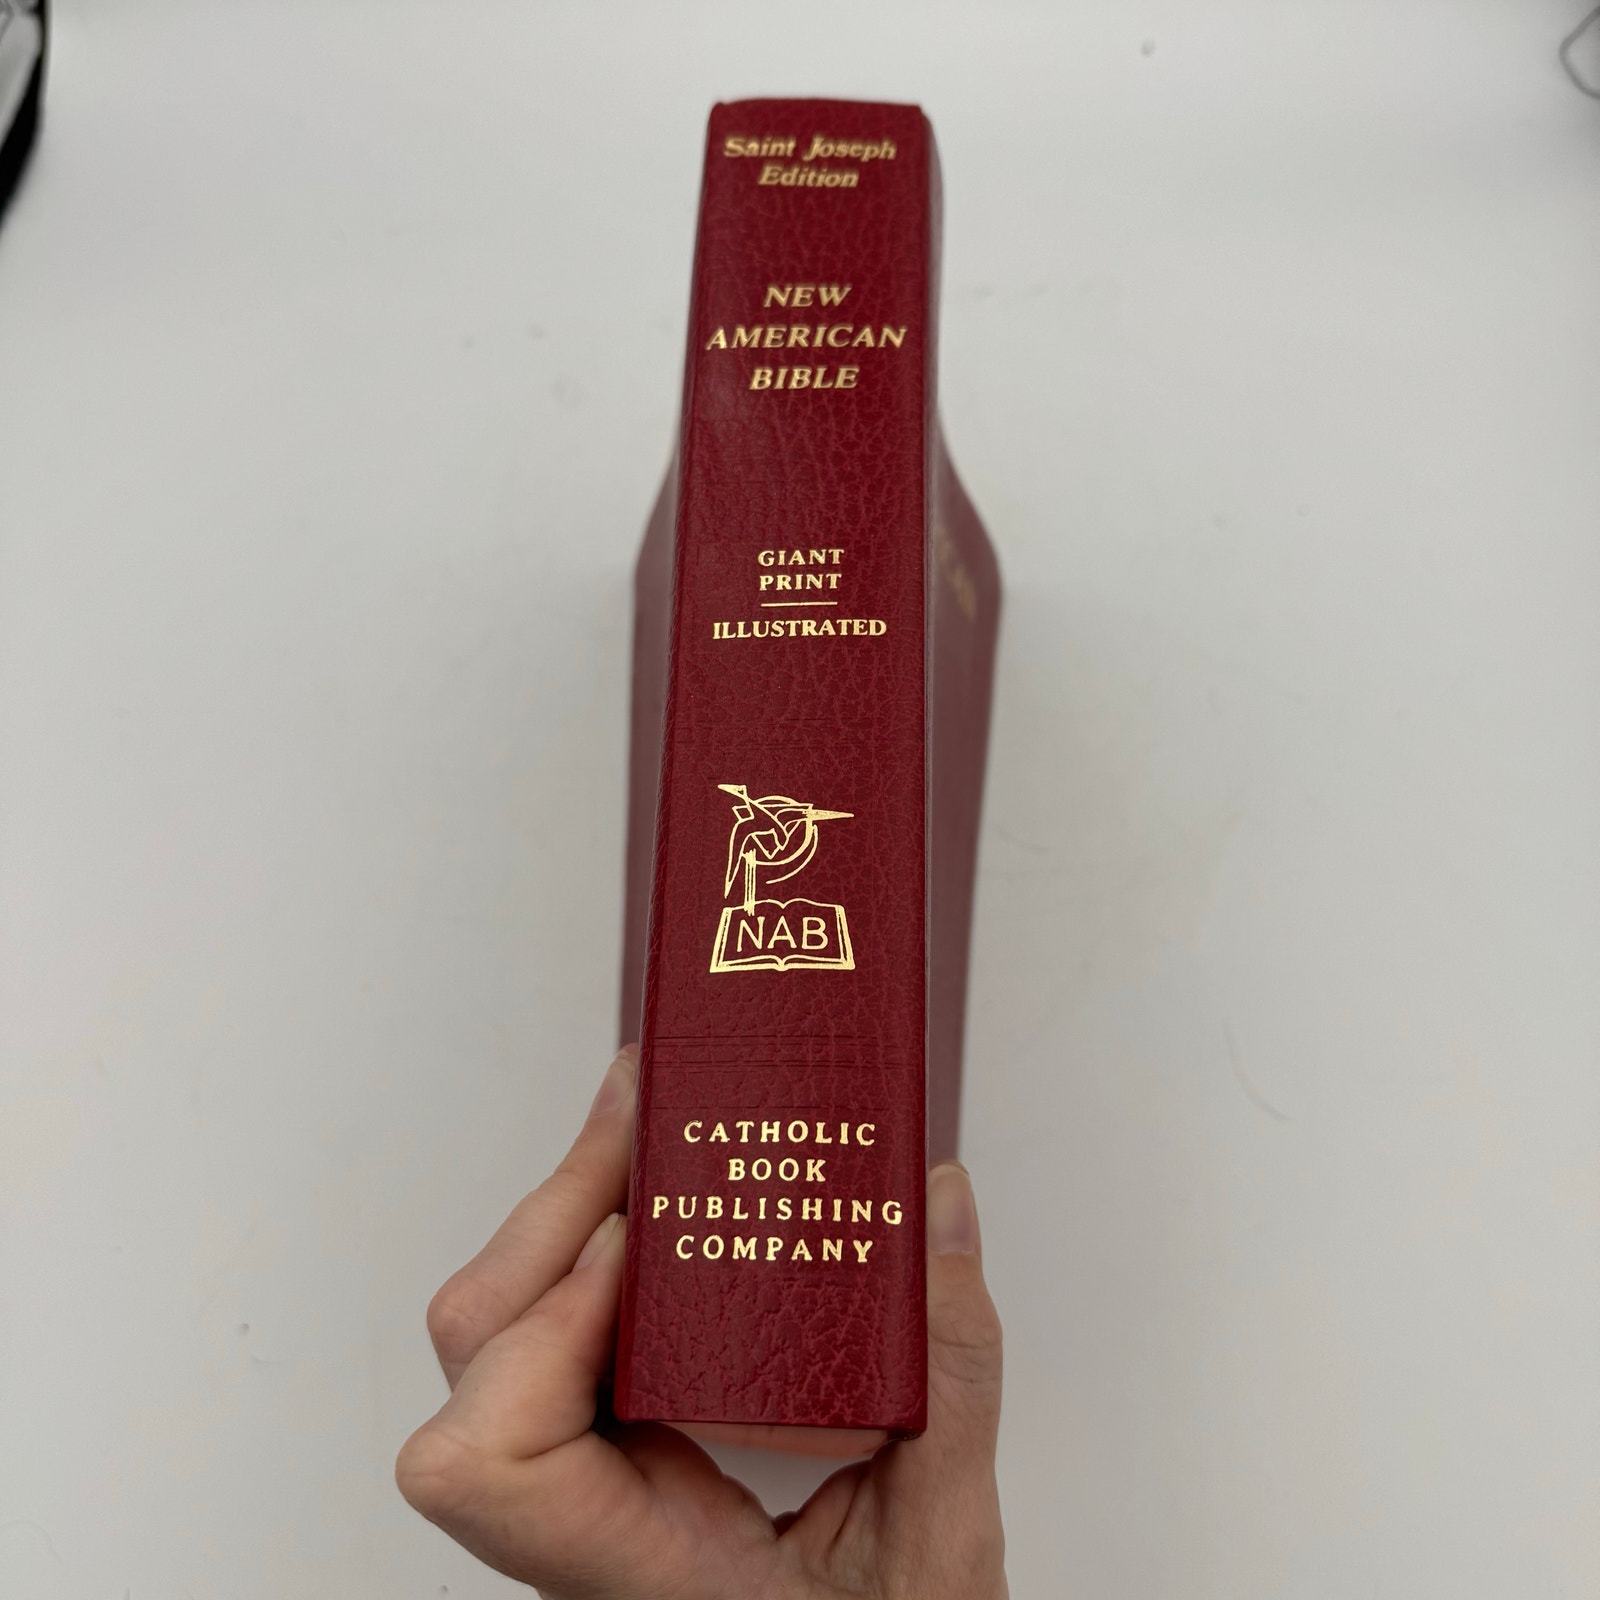 Saint Joseph
Edition
NEW
AMERICAN
BIBLE
GIANT
PRINT
ILLUSTRATED
NAB
CATHOLIC
BOOK
PUBLISHING
COMPANY